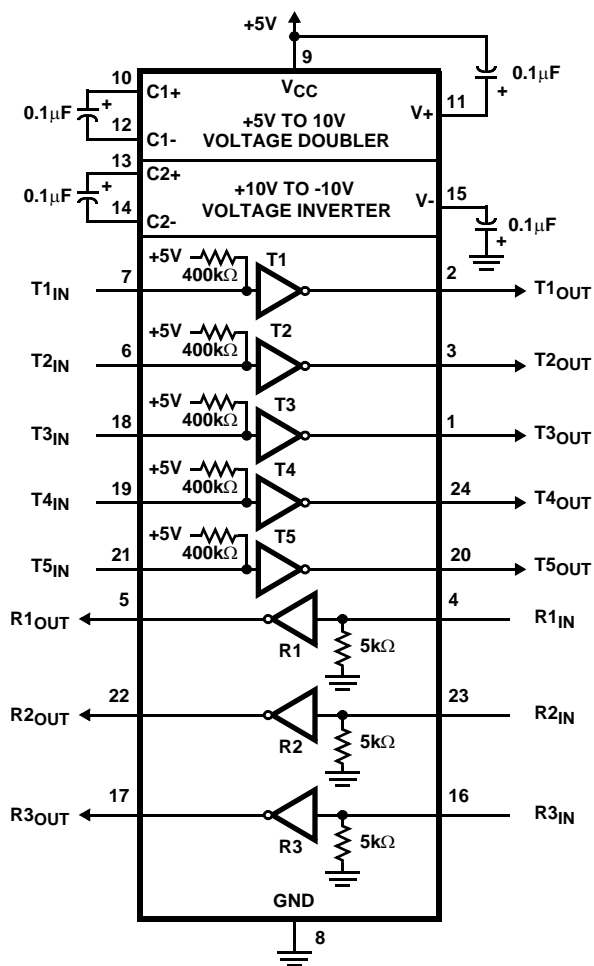 +5V
9
VCC
10
C1+
0.1µF
+
12
C1-
+5V TO 10V
VOLTAGE DOUBLER
V+
11
0.1µF
+
13
C2+
0.1µF
+
14
C2-
+10V TO -10V
VOLTAGE INVERTER
V-
15
0.1µF
+
T1IN
7
+5V
400kΩ
T1
2
T1OUT
T2IN
6
+5V
400kΩ
T2
3
T2OUT
T3IN
18
+5V
400kΩ
T3
1
T3OUT
T4IN
19
+5V
400kΩ
T4
24
T4OUT
T5IN
21
+5V
400kΩ
T5
20
T5OUT
R1OUT
5
R1
5kΩ
4
R1IN
R2OUT
22
R2
5kΩ
23
R2IN
R3OUT
17
R3
5kΩ
16
R3IN
GND
8